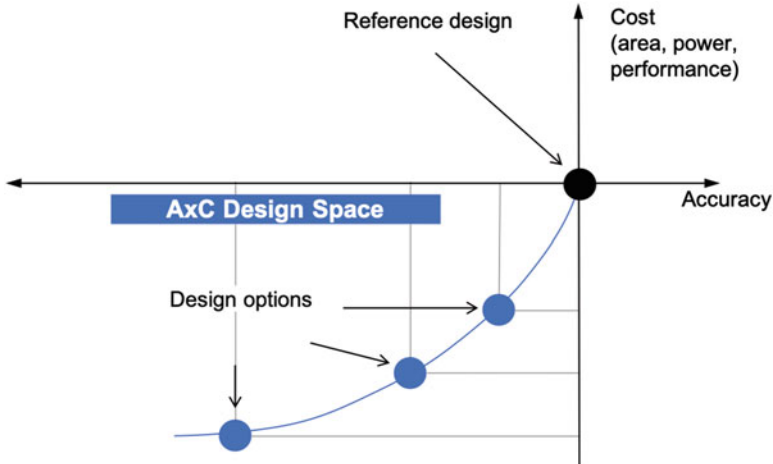 Reference design
Cost
(area, power,
performance)
Accuracy
AxC Design Space
Design options